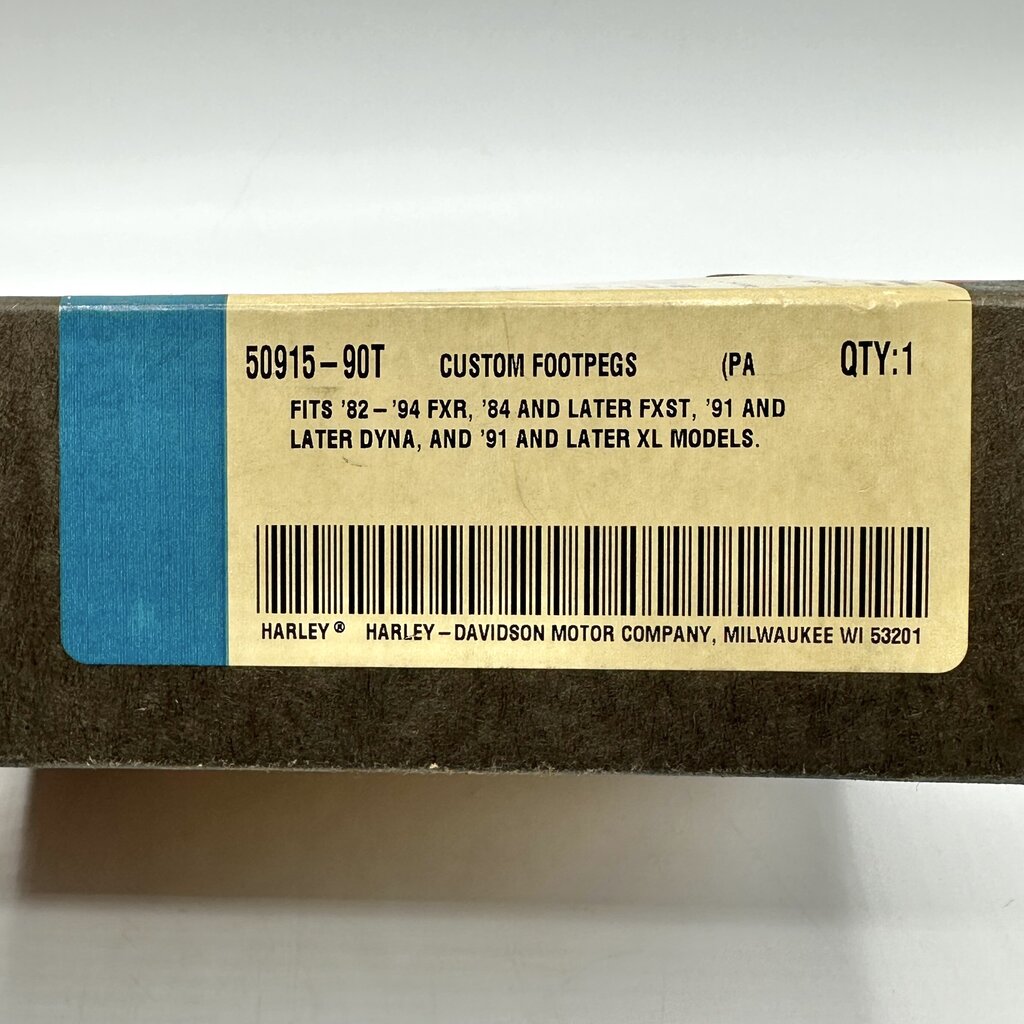 50915-90T CUSTOM FOOTPEGS (PA QTY:1
FITS '82-'94 FXR, '84 AND LATER FXST, '91 AND
LATER DYNA, AND '91 AND LATER XL MODELS.
HARLEY® HARLEY-DAVIDSON MOTOR COMPANY, MILWAUKEE WI 53201